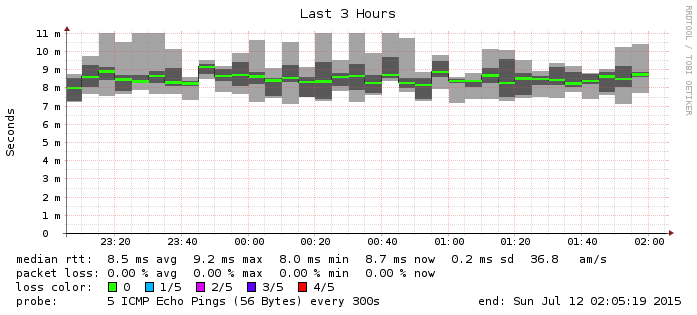 Last 3 Hours
RRDTOOL / TOBI OETIKER
Seconds
11 m
10 m
9 m
8 m
7 m
6 m
5 m
4 m
3 m
2 m
1 m
0
23:20 23:40 00:00 00:20 00:40 01:00 01:20 01:40 02:00
median rtt: 8.5 ms avg 9.2 ms max 8.0 ms min 8.7 ms now 0.2 ms sd 36.8 am/s
packet loss: 0.00 % avg 0.00 % max 0.00 % min 0.00 % now
loss color: 0 1/5 2/5 3/5 4/5
probe: 5 ICMP Echo Pings (56 Bytes) every 300s end: Sun Jul 12 02:05:19 2015